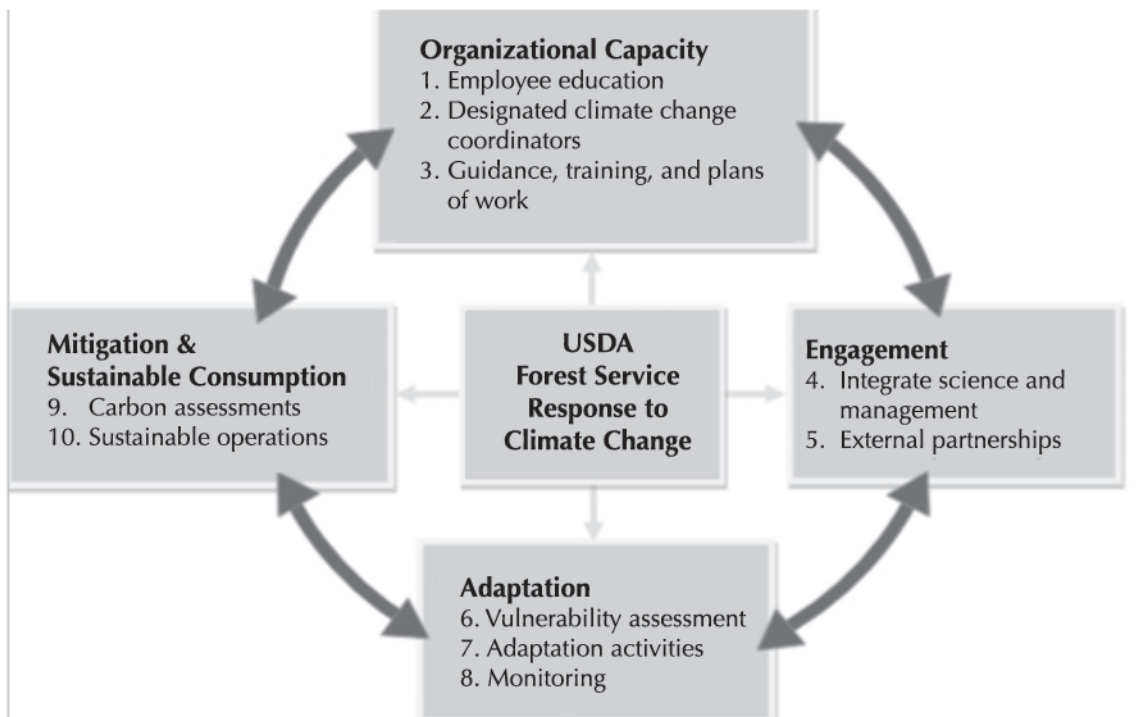 Organizational Capacity
1. Employee education
2. Designated climate change
coordinators
3. Guidance, training, and plans
of work
Mitigation &
Sustainable Consumption
9. Carbon assessments
10. Sustainable operations
USDA
Forest Service
Response to
Climate Change
Engagement
4. Integrate science and
management
5. External partnerships
Adaptation
6. Vulnerability assessment
7. Adaptation activities
8. Monitoring